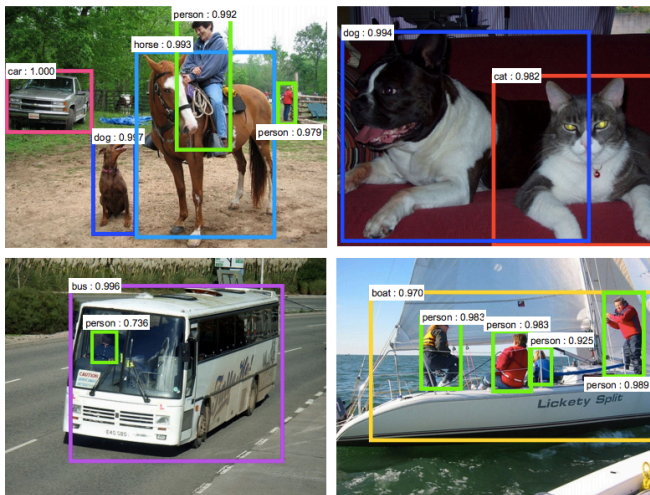 person : 0.992
horse : 0.993
car : 1.000
dog : 0.997
person : 0.979
dog : 0.994
cat : 0.982
bus : 0.996
person : 0.736
CAUTION
boat : 0.970
person : 0.983
person : 0.983
person : 0.925
person : 0.989
Lickety Split